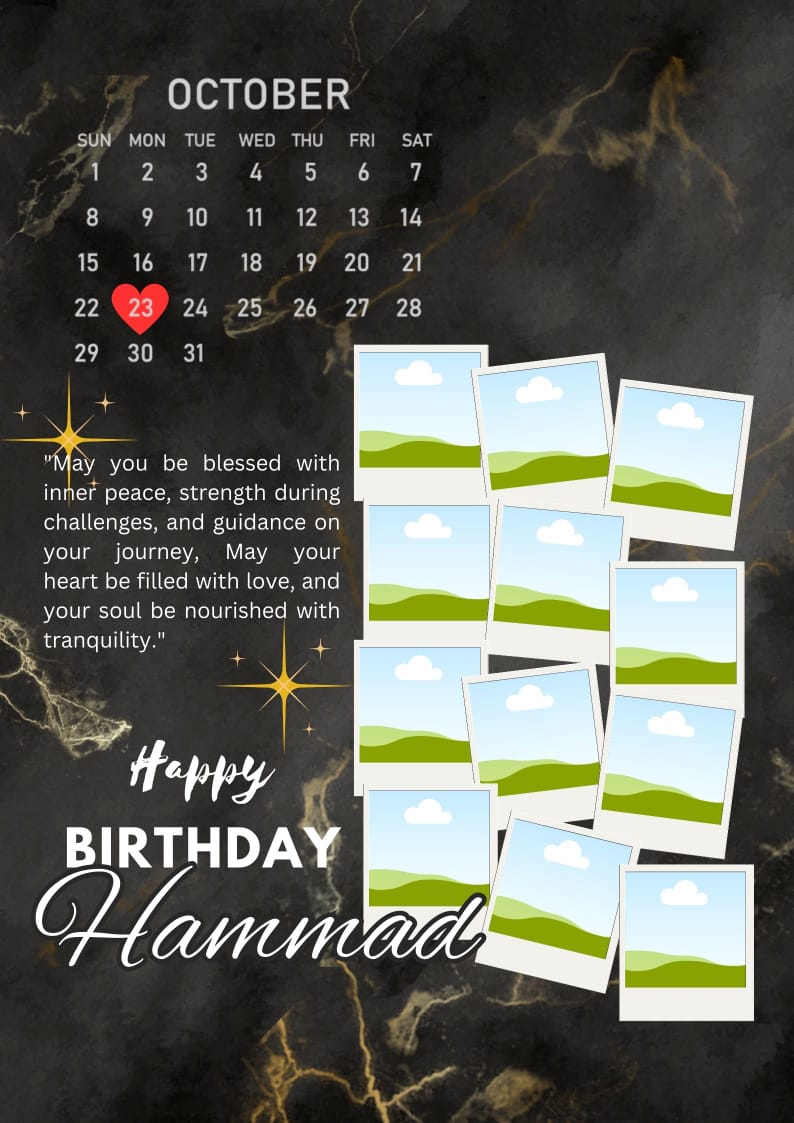 OCTOBER
SUN MON TUE WED THU FRI SAT
1 2 3 4 5 6 7
8 9 10 11 12 13 14
15 16 17 18 19 20 21
22 23 24 25 26 27 28
29 30 31
"May you be blessed with
inner peace, strength during
challenges, and guidance on
your journey, May your
heart be filled with love, and
your soul be nourished with
tranquility."
Happy
BIRTHDAY
Hammad